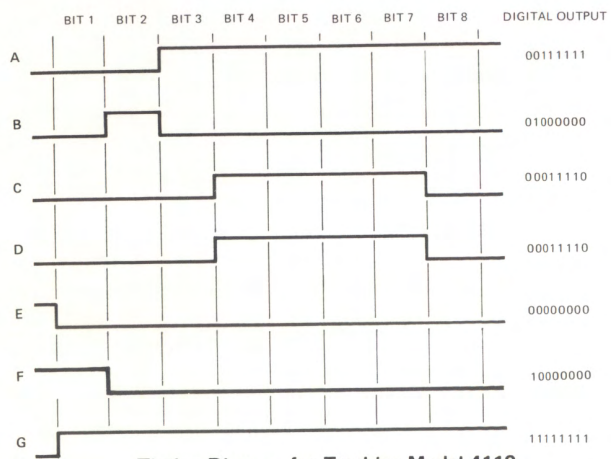 BIT 1 BIT 2 BIT 3 BIT 4 BIT 5 BIT 6 BIT 7 BIT 8 DIGITAL OUTPUT
A 00111111
B 01000000
C 00011110
D 00011110
E 00000000
F 10000000
G 11111111